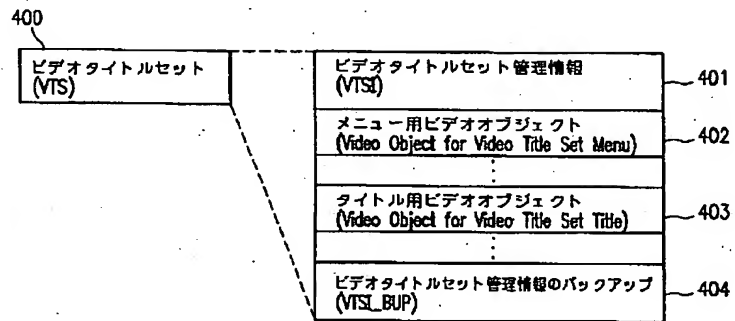 400
ビデオタイトルセット
(VTS)
ビデオタイトルセット管理情報
(VTSI)
401
メニュー用ビデオオブジェクト
(Video Object for Video Title Set Menu)
402
タイトル用ビデオオブジェクト
(Video Object for Video Title Set Title)
403
ビデオタイトルセット管理情報のバックアップ
(VTSI_BUP)
404